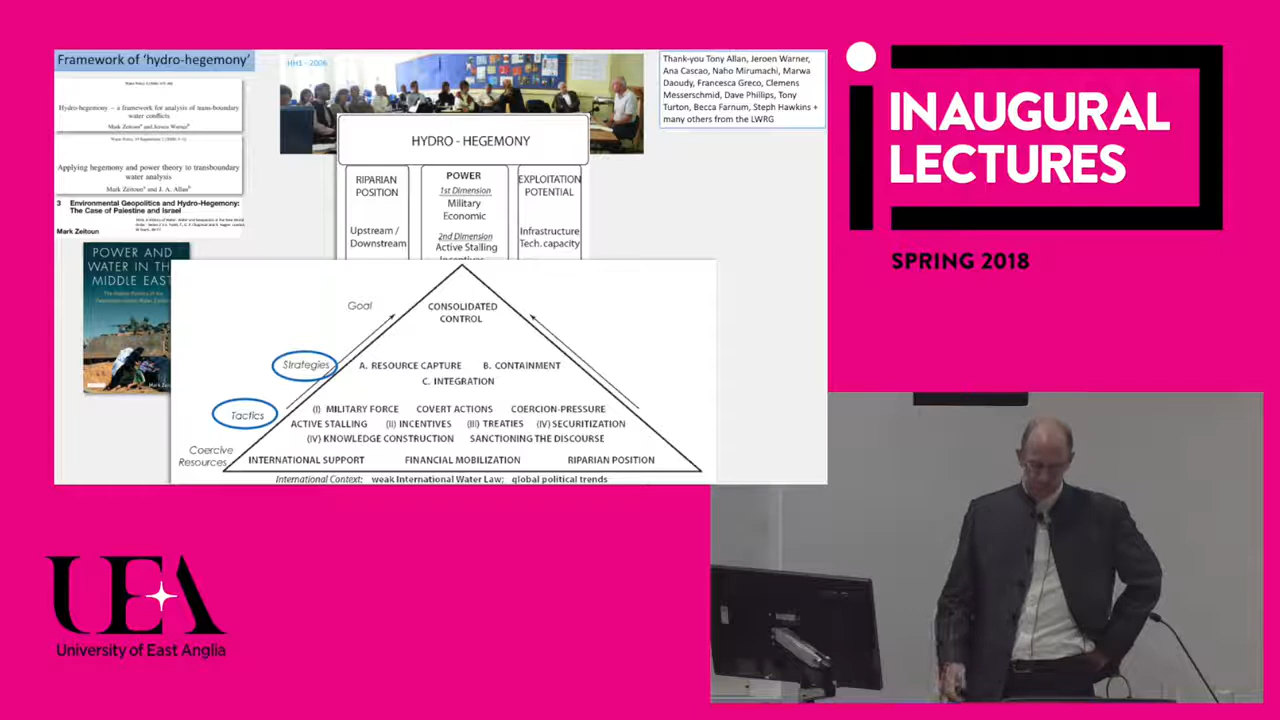 Framework of 'hydro-hegemony'
Hydro-hegemony – a framework for analysis of trans-boundary
water conflicts
Mark Zeitoun and Jeroen Warner
Applying hegemony and power theory to transboundary
water analysis
Mark Zeitoun and J. A. Allan
3 Environmental Geopolitics and Hydro-Hegemony:
The Case of Palestine and Israel
Mark Zeitoun
POWER AND
WATER IN TH
MIDDLE EAST
HH1 - 2006
Thank-you Tony Allan, Jeroen Warner,
Ana Cascao, Naho Mirumachi, Marwa
Daoudy, Francesca Greco, Clemens
Messerschmid, Dave Phillips, Tony
Turton, Becca Farnum, Steph Hawkins +
many others from the LWRG
HYDRO - HEGEMONY
RIPARIAN
POSITION
Upstream /
Downstream
POWER
1st Dimension
Military
Economic
2nd Dimension
Active Stalling
EXPLOITATION
POTENTIAL
Infrastructure
Tech. capacity
Goal
CONSOLIDATED
CONTROL
Strategies
A. RESOURCE CAPTURE B. CONTAINMENT
C. INTEGRATION
Tactics
(I) MILITARY FORCE COVERT ACTIONS COERCION-PRESSURE
ACTIVE STALLING (II) INCENTIVES (III) TREATIES (IV) SECURITIZATION
(IV) KNOWLEDGE CONSTRUCTION SANCTIONING THE DISCOURSE
Coercive
Resources
INTERNATIONAL SUPPORT FINANCIAL MOBILIZATION RIPARIAN POSITION
International Context: weak International Water Law; global political trends
INAUGURAL
LECTURES
SPRING 2018
UEA
University of East Anglia